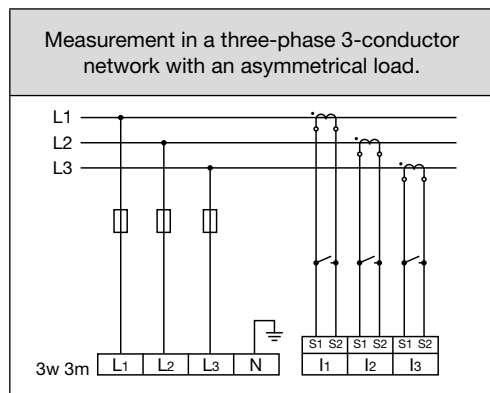 Measurement in a three-phase 3-conductor
network with an asymmetrical load.
L1
L2
L3
S1 S2 S1 S2 S1 S2
3w 3m L1 L2 L3 N I1 I2 I3